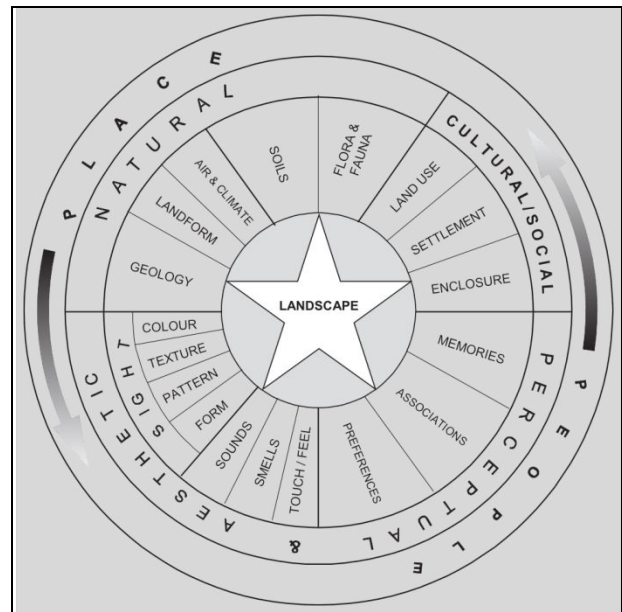 PLACE
NATURAL
CULTURAL/SOCIAL
AIR & CLIMATE
SOILS
FLORA &
FAUNA
LAND USE
LANDFORM
SETTLEMENT
GEOLOGY
ENCLOSURE
LANDSCAPE
COLOUR
TEXTURE
PATTERN
FORM
SIGHT
SOUNDS
SMELLS
TOUCH / FEEL
PREFERENCES
ASSOCIATIONS
MEMORIES
AESTHETIC & PERCEPTUAL
PEOPLE